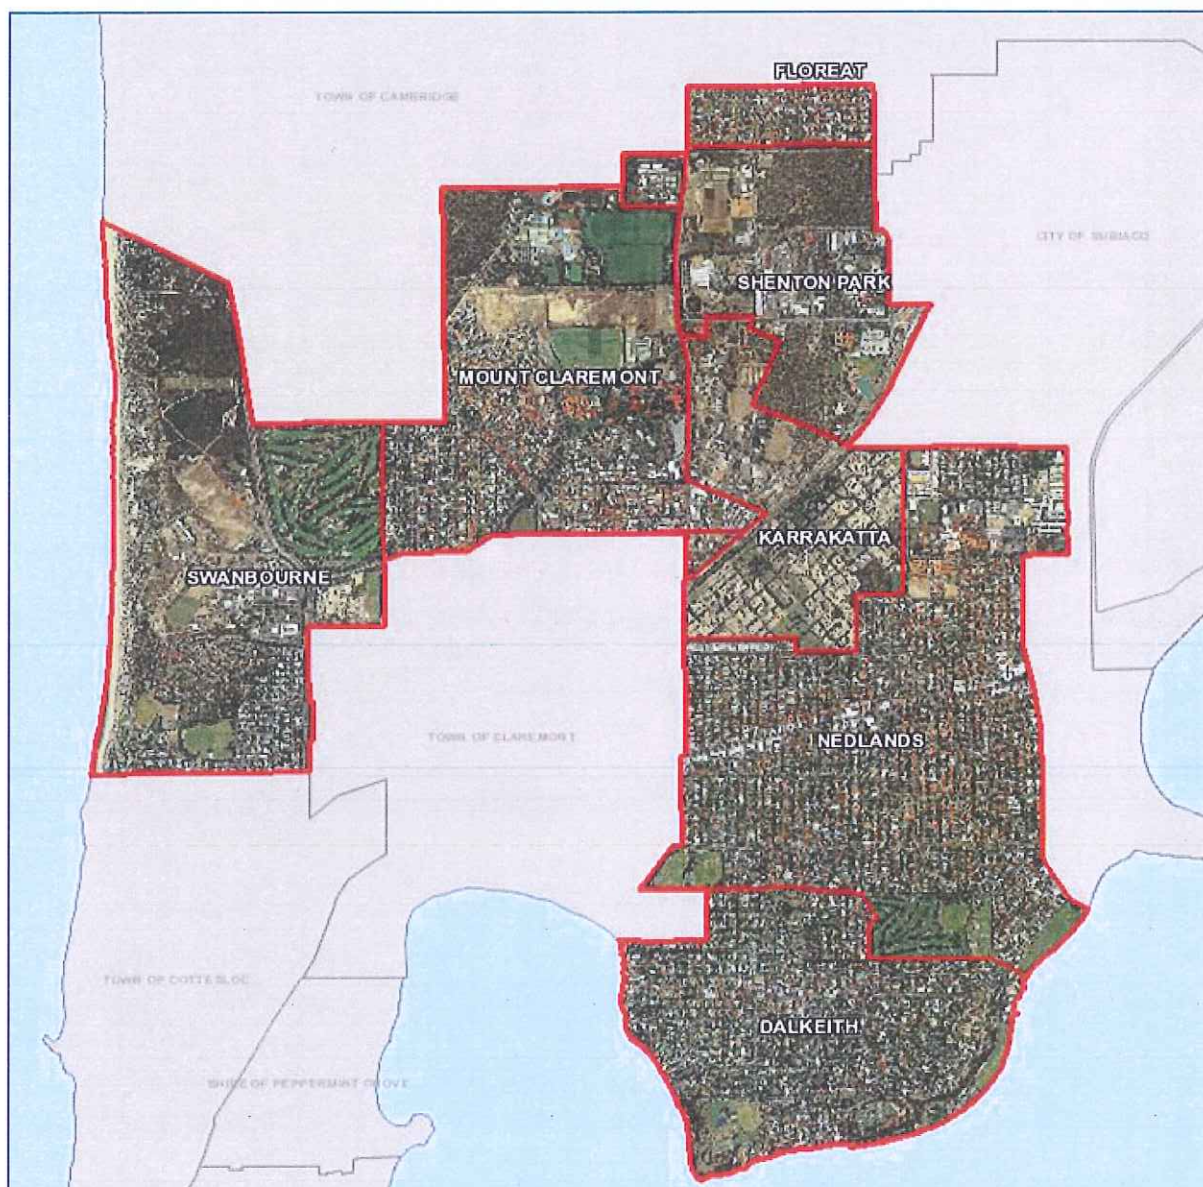 FLOREAT
TOWN OF CAMBRIDGE
CITY OF SUBIACO
SHENTON PARK
MOUNT CLAREMONT
KARRAKATTA
SWANBOURNE
TOWN OF CLAREMONT
NEDLANDS
TOWN OF COTTESLOE
DALKEITH
SHIRE OF PEPPERMINT GROVE